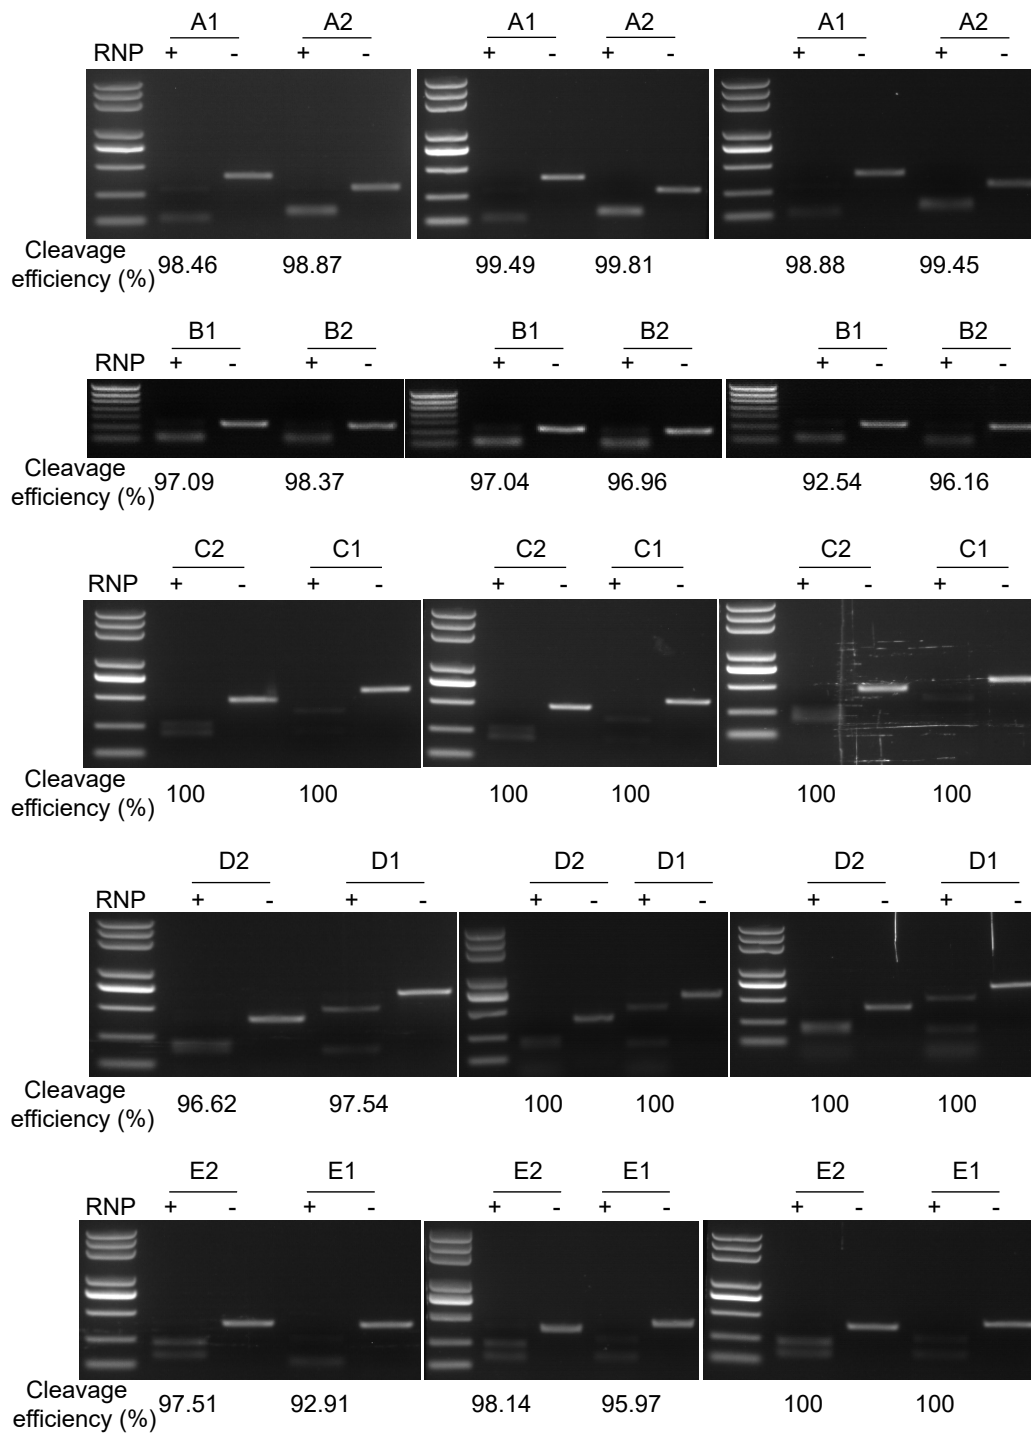 A1 A2 A1 A2 A1 A2
RNP + - + - + - + - + - + -
Cleavage
efficiency (%) 98.46 98.87 99.49 99.81 98.88 99.45
B1 B2 B1 B2 B1 B2
RNP + - + - + - + - + - + -
Cleavage
efficiency (%) 97.09 98.37 97.04 96.96 92.54 96.16
C2 C1 C2 C1 C2 C1
RNP + - + - + - + - + - + -
Cleavage
efficiency (%) 100 100 100 100 100 100
D2 D1 D2 D1 D2 D1
RNP + - + - + - + - + - + -
Cleavage
efficiency (%) 96.62 97.54 100 100 100 100
E2 E1 E2 E1 E2 E1
RNP + - + - + - + - + - + -
Cleavage
efficiency (%) 97.51 92.91 98.14 95.97 100 100